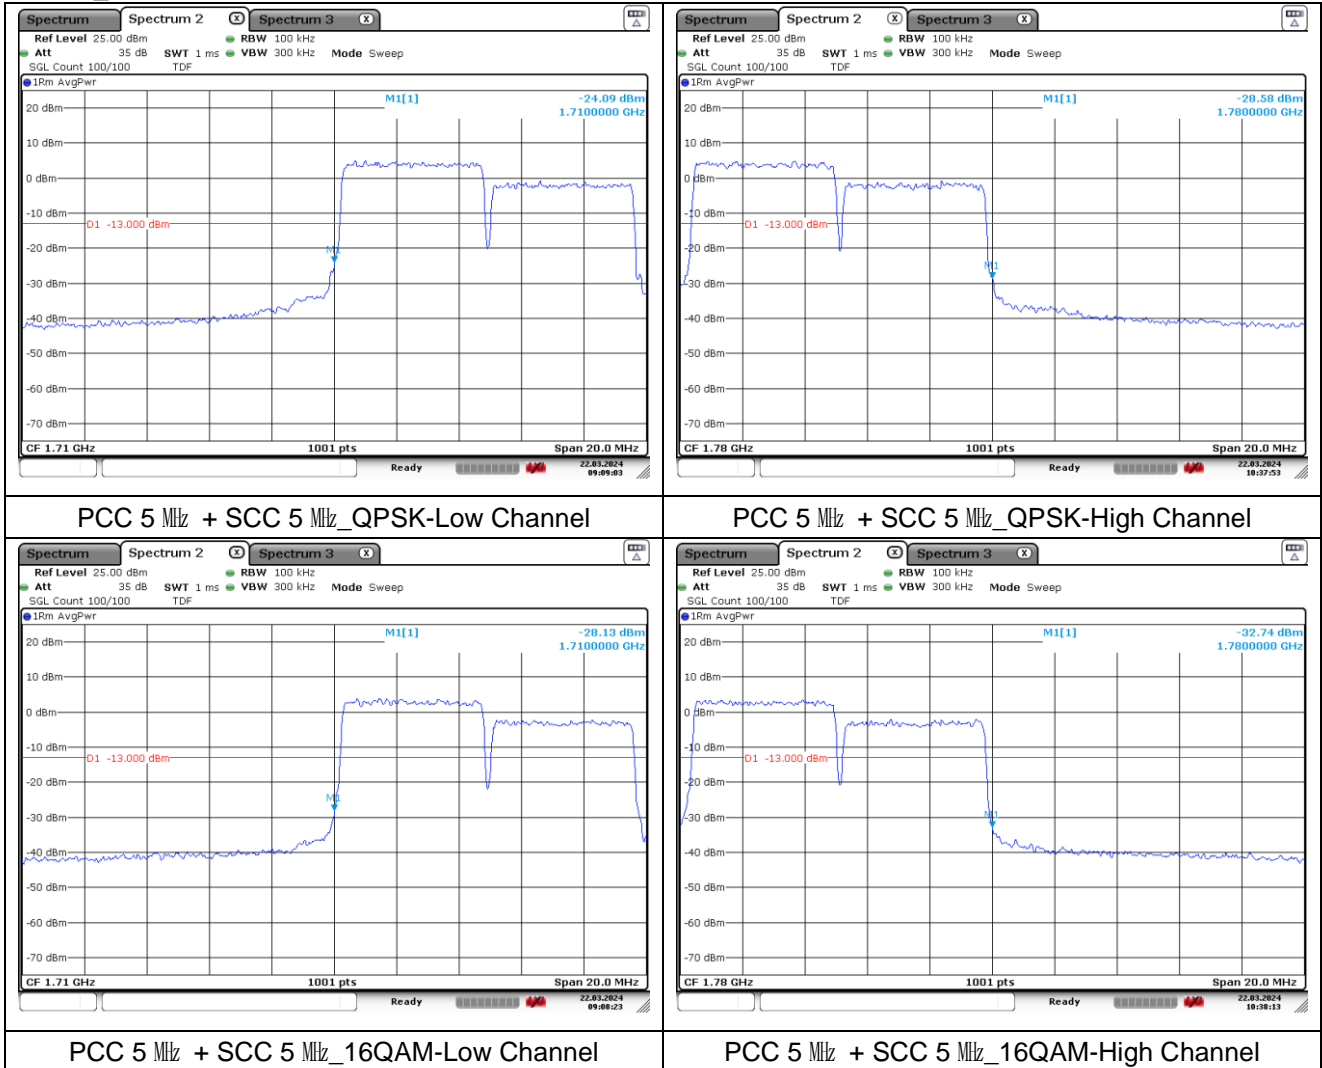 Spectrum Spectrum 2 X Spectrum 3 X
Ref Level 25.00 dBm RBW 100 kHz
Att 35 dB SWT 1 ms VBW 300 kHz Mode Sweep
SGL Count 100/100 TDF
1Rm AvgPwr
M1[1] -24.09 dBm
1.7100000 GHz
20 dBm
10 dBm
0 dBm
-10 dBm
D1 -13.000 dBm
-20 dBm
M1
-30 dBm
-40 dBm
-50 dBm
-60 dBm
-70 dBm
CF 1.71 GHz 1001 pts Span 20.0 MHz
Ready 22.03.2024
09:09:03
PCC 5 ㎒ + SCC 5 ㎒_QPSK-Low Channel
Spectrum Spectrum 2 X Spectrum 3 X
Ref Level 25.00 dBm RBW 100 kHz
Att 35 dB SWT 1 ms VBW 300 kHz Mode Sweep
SGL Count 100/100 TDF
1Rm AvgPwr
M1[1] -28.58 dBm
1.7800000 GHz
20 dBm
10 dBm
0 dBm
-10 dBm
D1 -13.000 dBm
-20 dBm
M1
-30 dBm
-40 dBm
-50 dBm
-60 dBm
-70 dBm
CF 1.78 GHz 1001 pts Span 20.0 MHz
Ready 22.03.2024
10:37:53
PCC 5 ㎒ + SCC 5 ㎒_QPSK-High Channel
Spectrum Spectrum 2 X Spectrum 3 X
Ref Level 25.00 dBm RBW 100 kHz
Att 35 dB SWT 1 ms VBW 300 kHz Mode Sweep
SGL Count 100/100 TDF
1Rm AvgPwr
M1[1] -28.13 dBm
1.7100000 GHz
20 dBm
10 dBm
0 dBm
-10 dBm
D1 -13.000 dBm
-20 dBm
M1
-30 dBm
-40 dBm
-50 dBm
-60 dBm
-70 dBm
CF 1.71 GHz 1001 pts Span 20.0 MHz
Ready 22.03.2024
09:08:23
PCC 5 ㎒ + SCC 5 ㎒_16QAM-Low Channel
Spectrum Spectrum 2 X Spectrum 3 X
Ref Level 25.00 dBm RBW 100 kHz
Att 35 dB SWT 1 ms VBW 300 kHz Mode Sweep
SGL Count 100/100 TDF
1Rm AvgPwr
M1[1] -32.74 dBm
1.7800000 GHz
20 dBm
10 dBm
0 dBm
-10 dBm
D1 -13.000 dBm
-20 dBm
M1
-30 dBm
-40 dBm
-50 dBm
-60 dBm
-70 dBm
CF 1.78 GHz 1001 pts Span 20.0 MHz
Ready 22.03.2024
10:38:13
PCC 5 ㎒ + SCC 5 ㎒_16QAM-High Channel